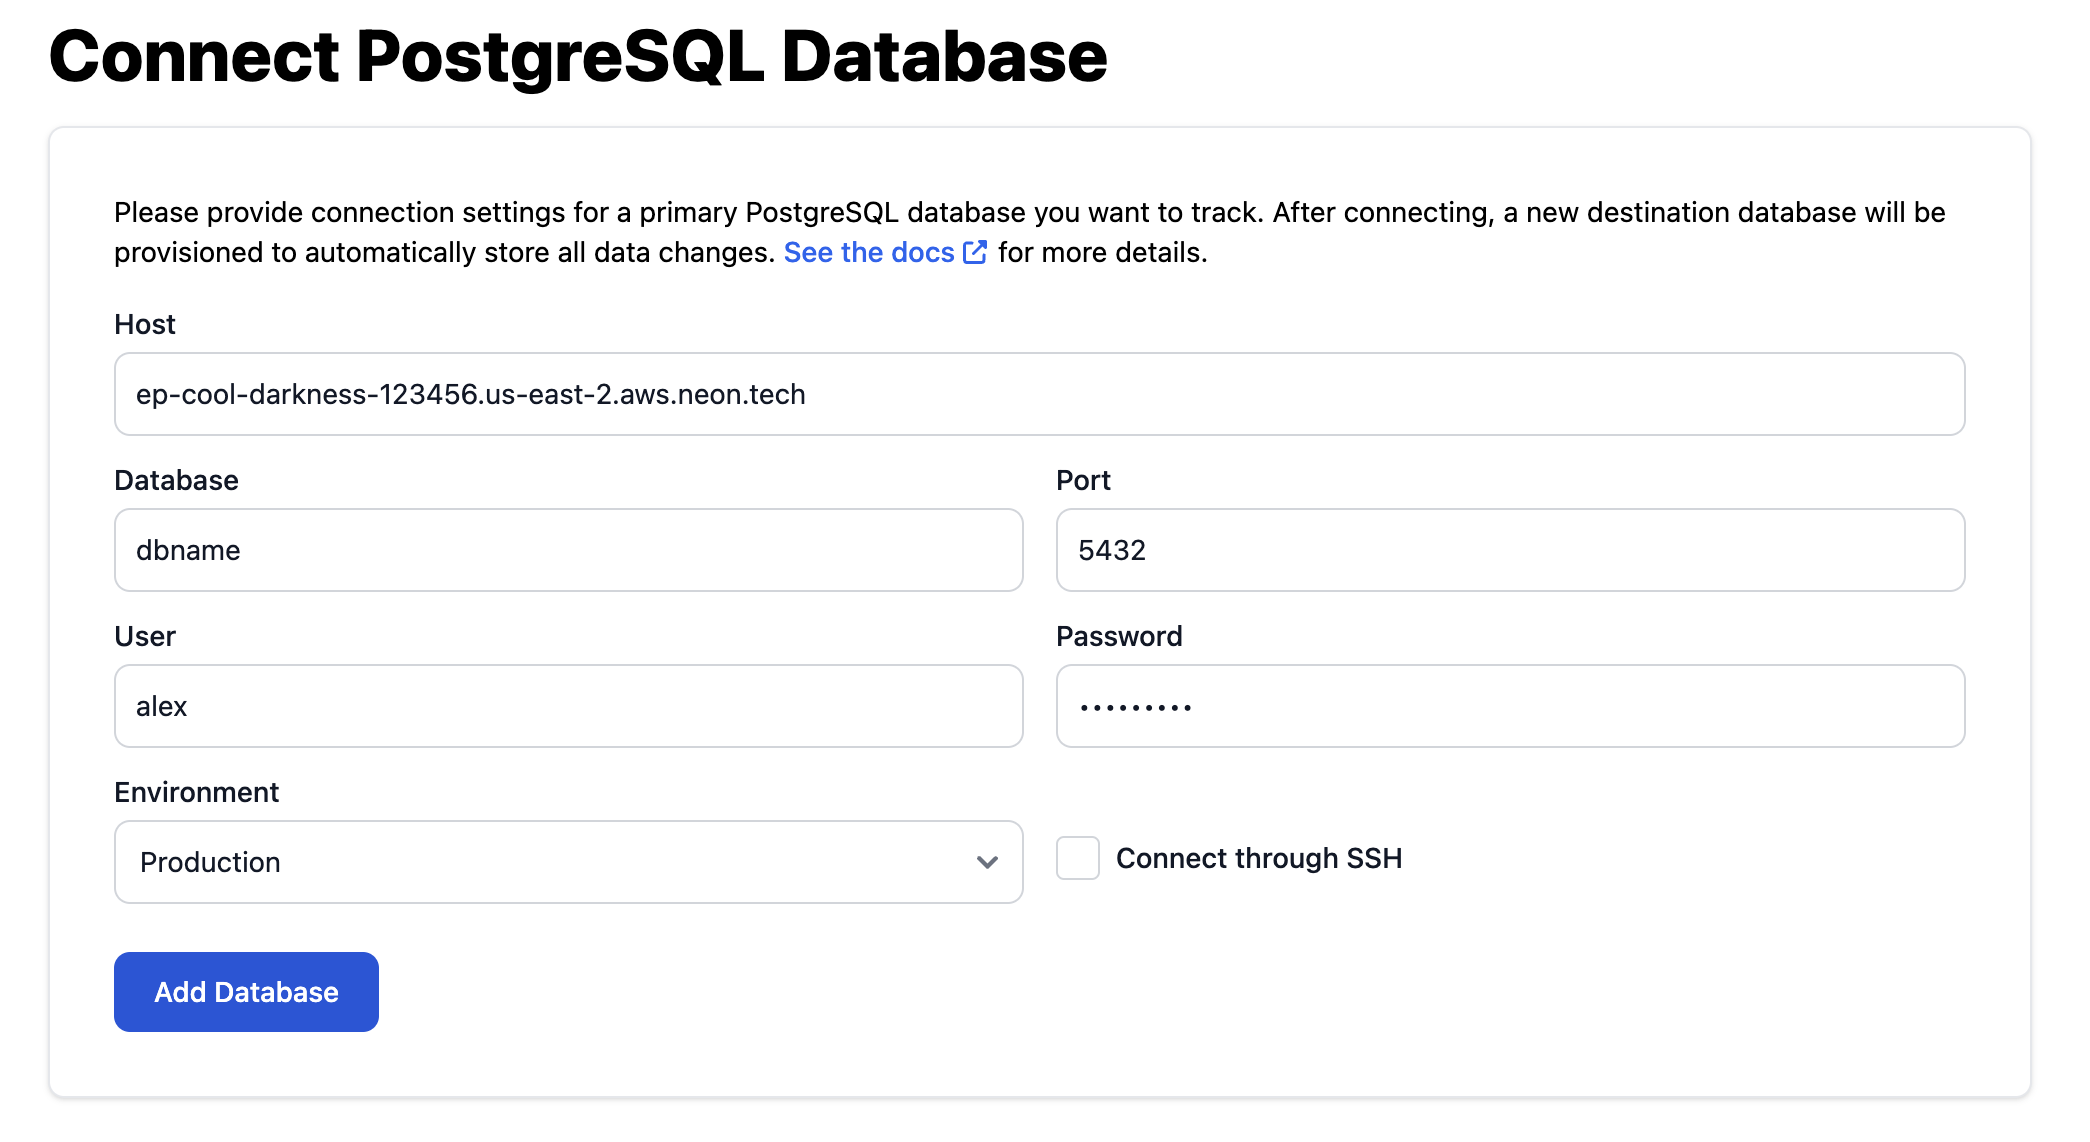 Connect PostgreSQL Database
Please provide connection settings for a primary PostgreSQL database you want to track. After connecting, a new destination database will be
provisioned to automatically store all data changes. See the docs for more details.
Host
ep-cool-darkness-123456.us-east-2.aws.neon.tech
Database
Port
dbname
5432
User
Password
alex
•••••••••
Environment
Production
Connect through SSH
Add Database